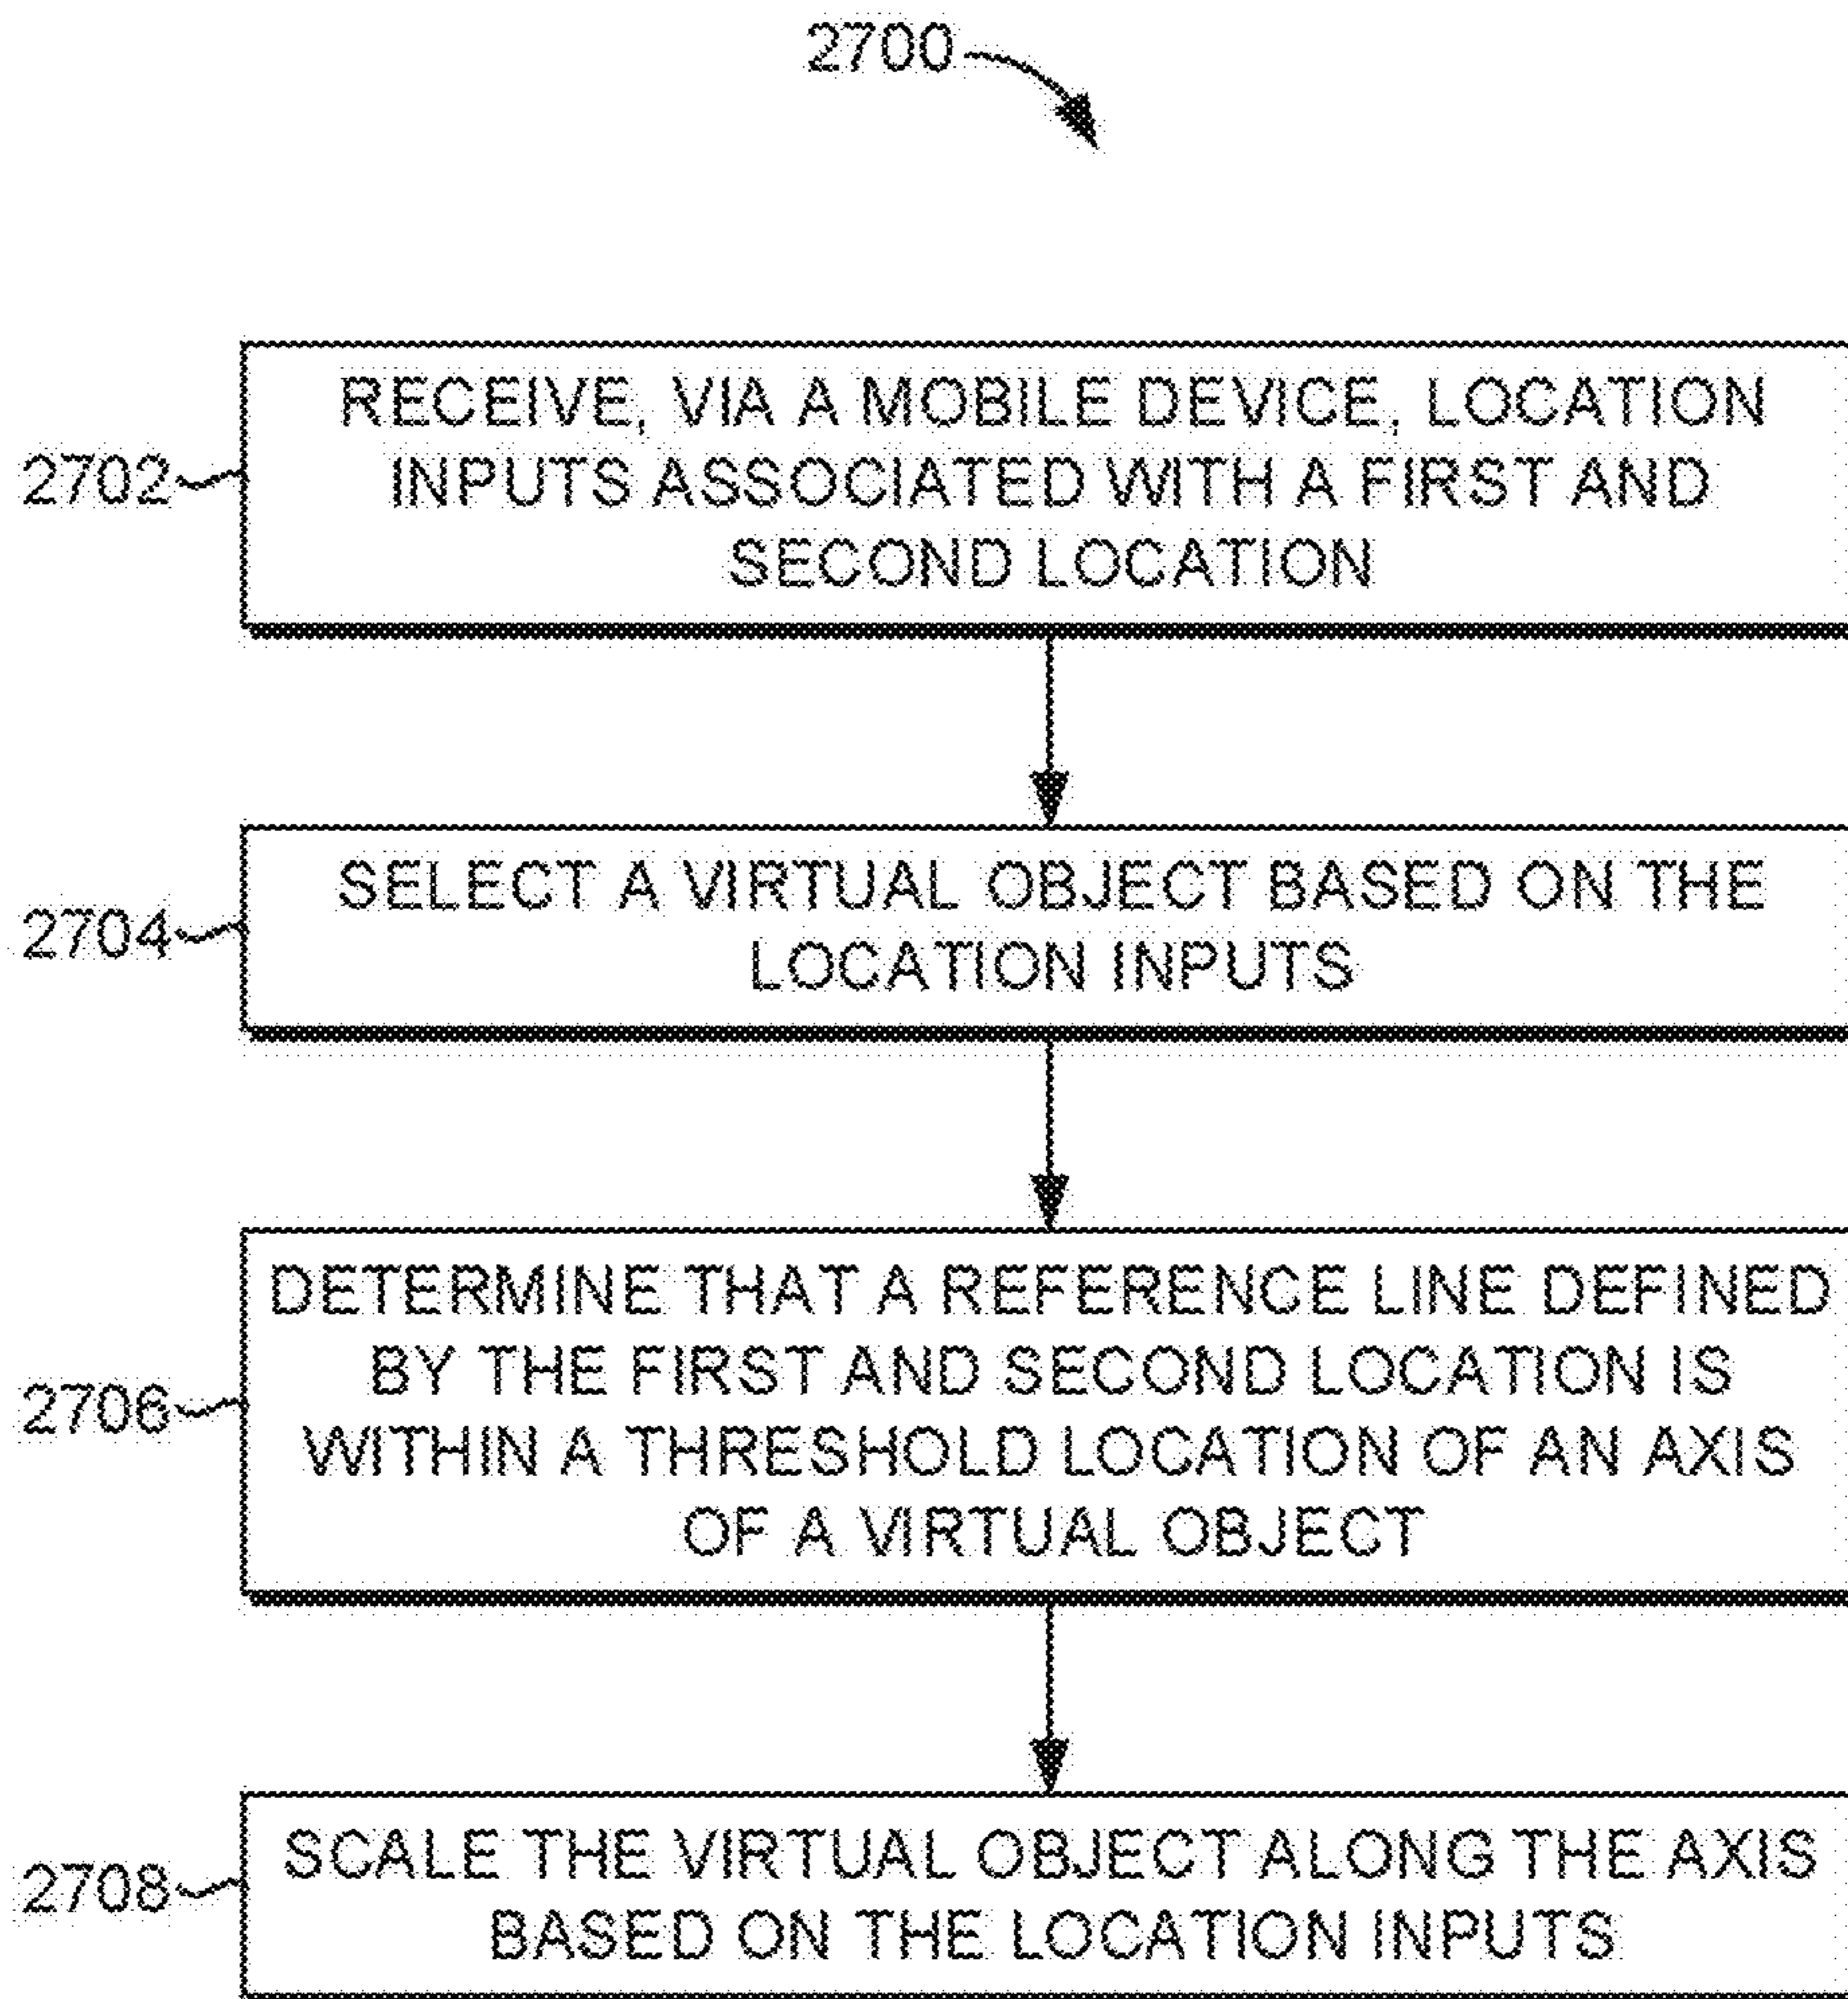 2700
2702
RECEIVE, VIA A MOBILE DEVICE, LOCATION
INPUTS ASSOCIATED WITH A FIRST AND
SECOND LOCATION
2704
SELECT A VIRTUAL OBJECT BASED ON THE
LOCATION INPUTS
2706
DETERMINE THAT A REFERENCE LINE DEFINED
BY THE FIRST AND SECOND LOCATION IS
WITHIN A THRESHOLD LOCATION OF AN AXIS
OF A VIRTUAL OBJECT
2708
SCALE THE VIRTUAL OBJECT ALONG THE AXIS
BASED ON THE LOCATION INPUTS